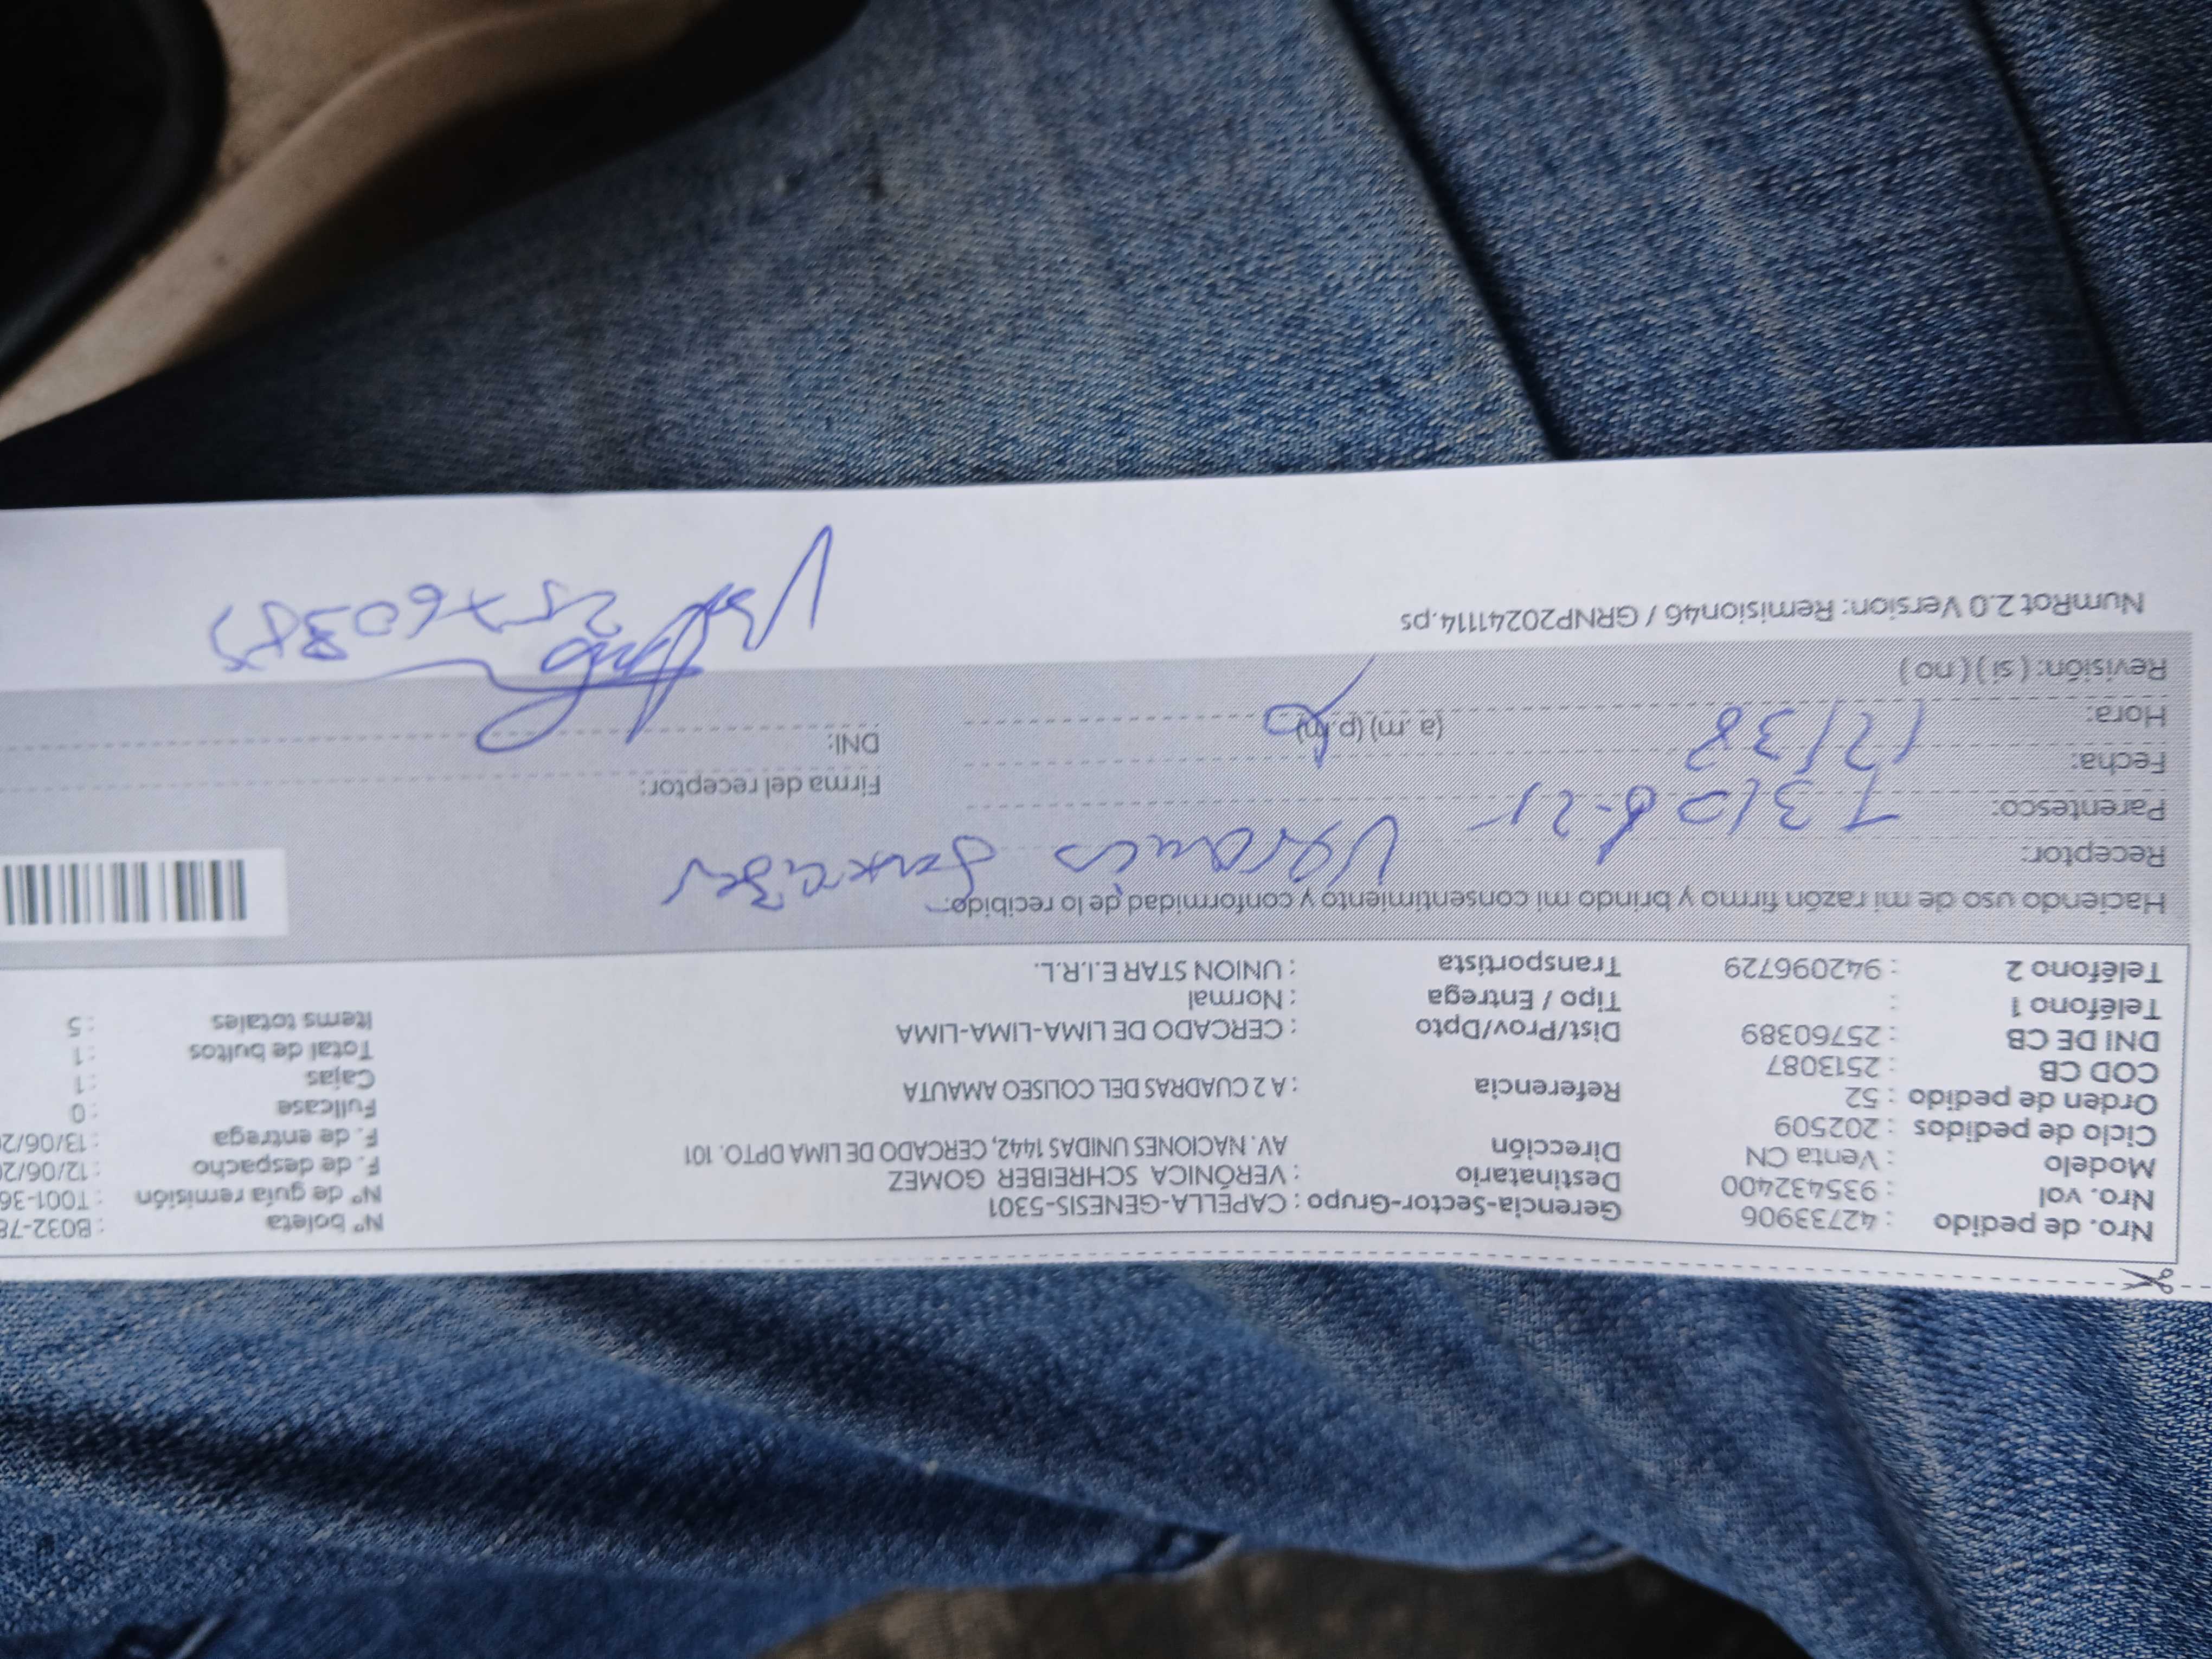 Nro. de pedido : 42733906 Gerencia-Sector-Grupo : CAPELLA-GENESIS-5301 Nº boleta : B032-78
Nro. vol : 935432400 Destinatario : VERÓNICA SCHREIBER GOMEZ Nº de guía remisión : T001-36
Modelo : Venta CN Dirección AV. NACIONES UNIDAS 1442, CERCADO DE LIMA DPTO. 101 F. de despacho : 12/06/20
Ciclo de pedidos : 202509 F. de entrega : 13/06/20
Orden de pedido : 52 Referencia : A 2 CUADRAS DEL COLISEO AMAUTA Fullcase : 0
COD CB : 2513087 Cajas : 1
DNI DE CB : 25760389 Dist/Prov/Dpto : CERCADO DE LIMA-LIMA-LIMA Total de bultos : 1
Teléfono 1 : Tipo / Entrega : Normal Items totales : 5
Teléfono 2 : 942096729 Transportista : UNION STAR E.I.R.L.
Haciendo uso de mi razón firmo y brindo mi consentimiento y conformidad de lo recibido:
Receptor:
Parentesco: Firma del receptor:
Fecha: DNI: 25760389
Hora: 12/38 (a. m) (p. m)
Revisión: ( si ) ( no )
NumRot 2.0 Version: Remision46 / GRNP20241114.ps